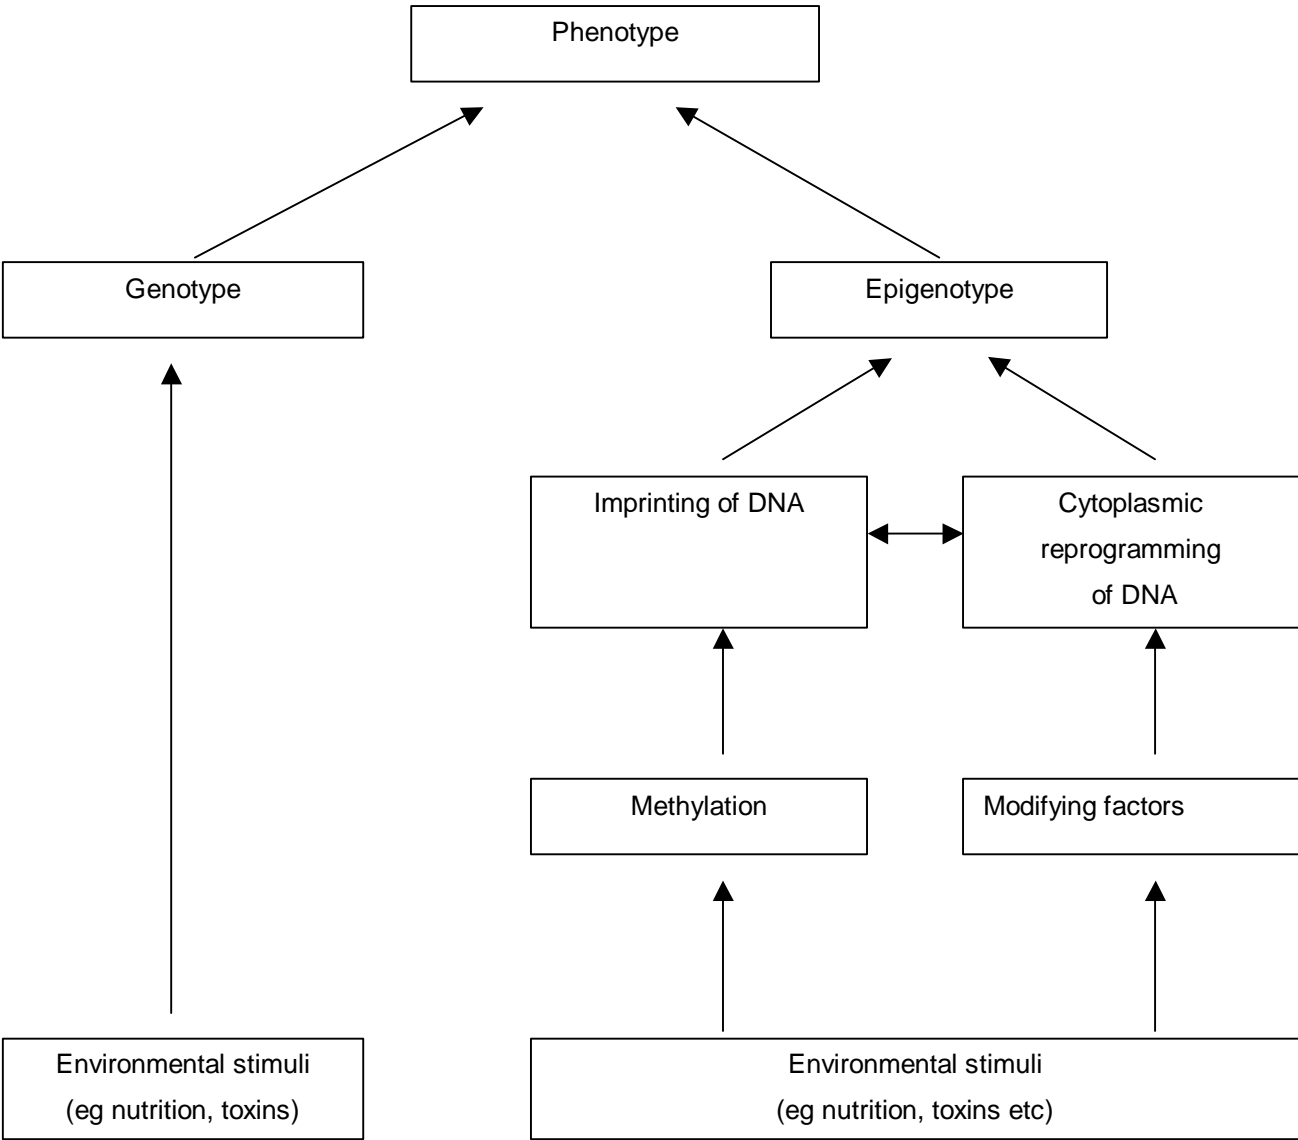 Phenotype
Genotype
Epigenotype
Imprinting of DNA
Cytoplasmic
reprogramming
of DNA
Methylation
Modifying factors
Environmental stimuli
(eg nutrition, toxins)
Environmental stimuli
(eg nutrition, toxins etc)